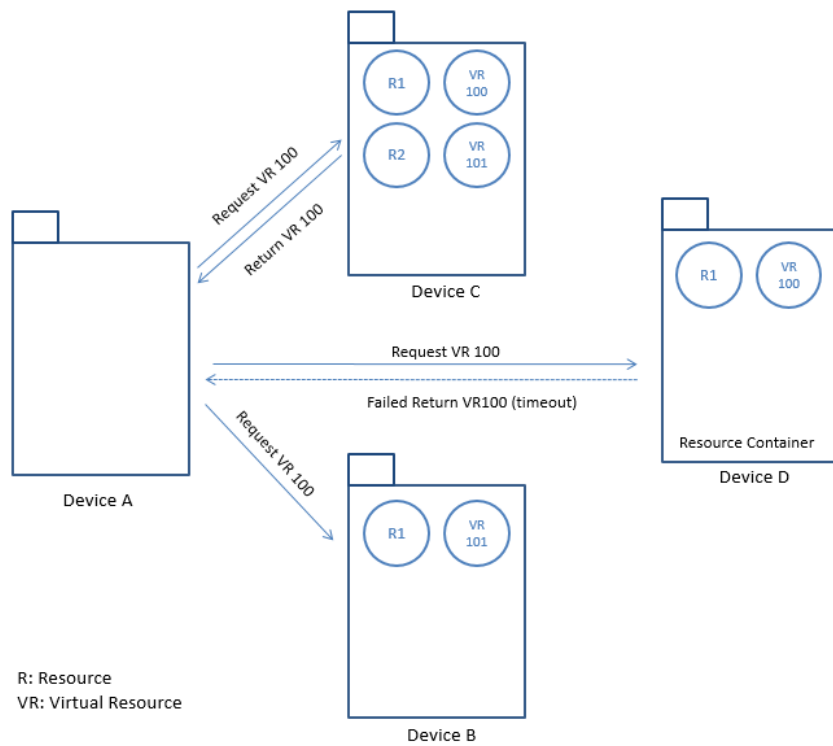 R1
VR
100
R2
VR
101
Request VR 100
Return VR 100
Device C
R1
VR
100
Request VR 100
Failed Return VR100 (timeout)
Resource Container
Device D
Device A
Request VR 100
R1
VR
101
Device B
R: Resource
VR: Virtual Resource